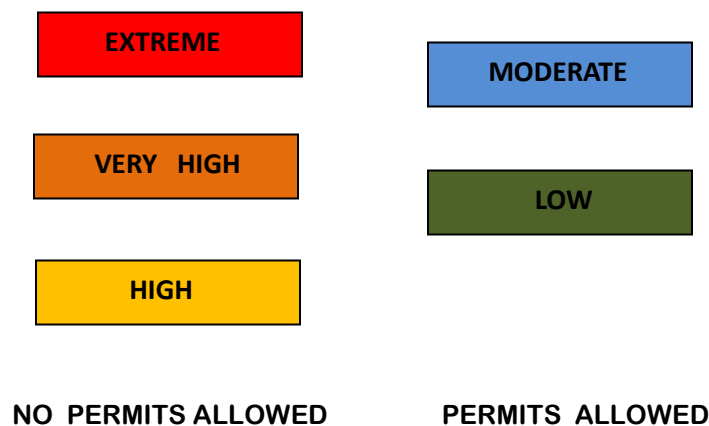 EXTREME
VERY HIGH
HIGH
NO PERMITS ALLOWED
MODERATE
LOW
PERMITS ALLOWED